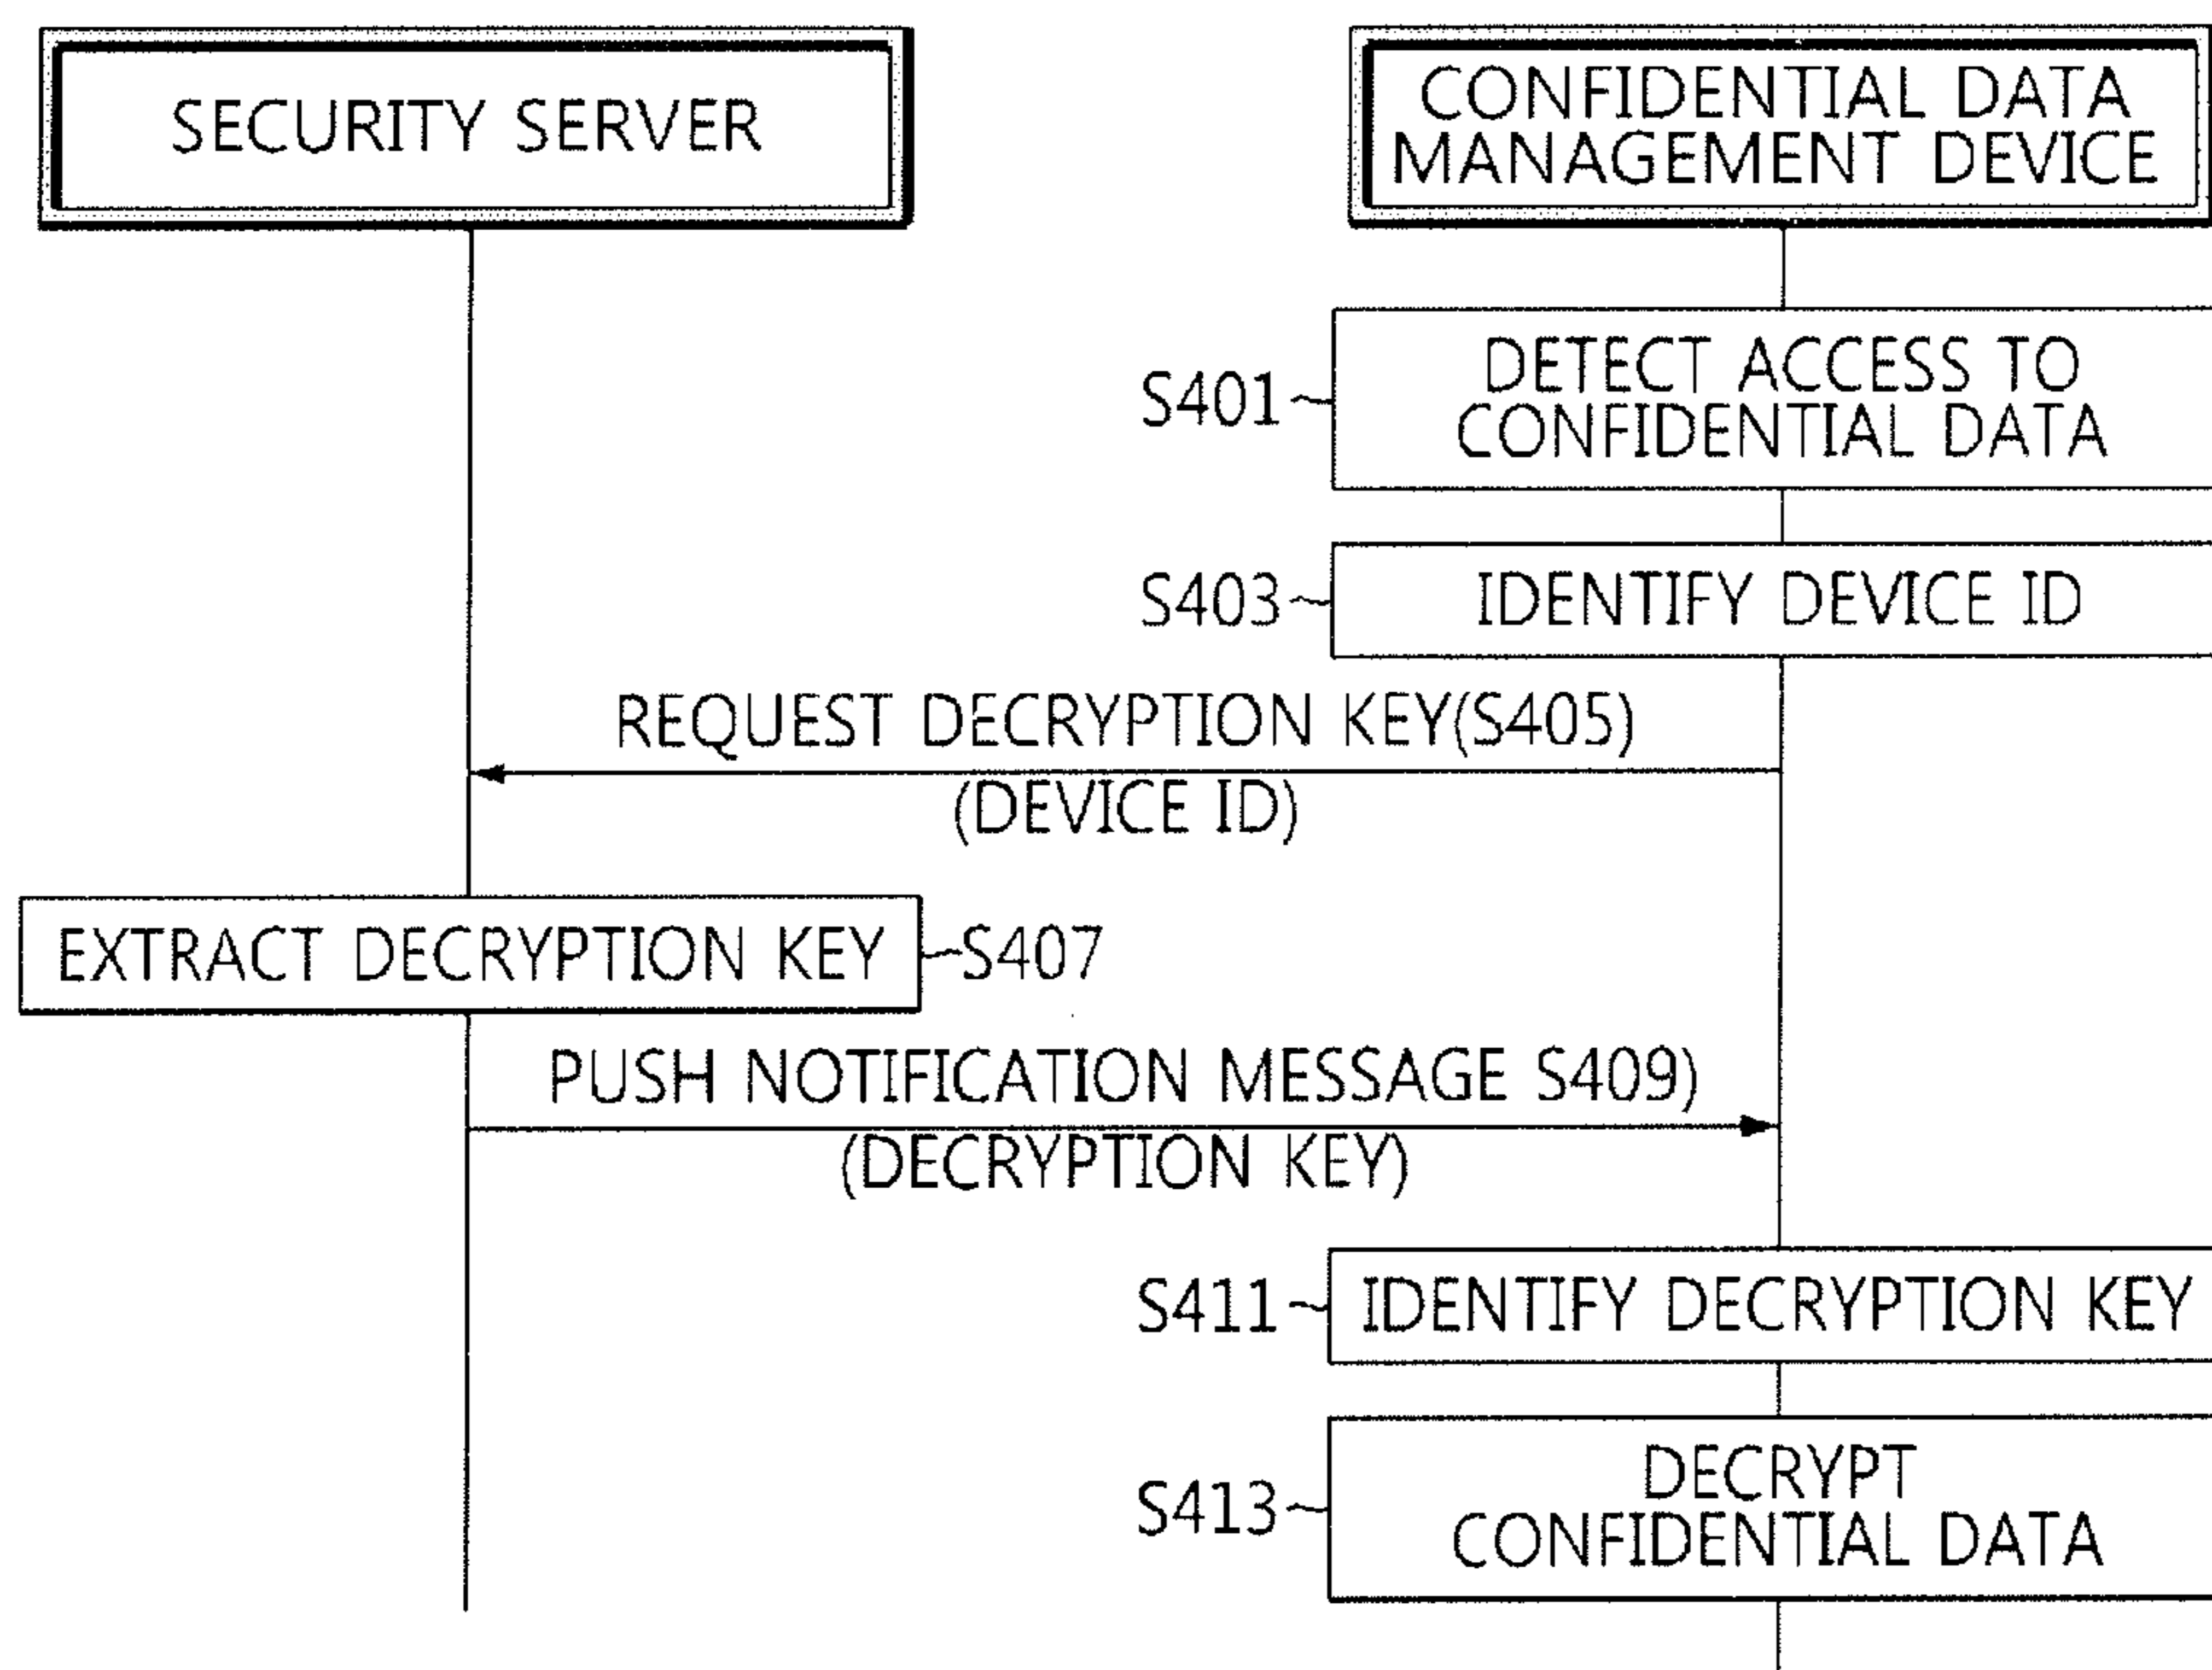 SECURITY SERVER
CONFIDENTIAL DATA
MANAGEMENT DEVICE
S401
DETECT ACCESS TO
CONFIDENTIAL DATA
S403
IDENTIFY DEVICE ID
REQUEST DECRYPTION KEY(S405)
(DEVICE ID)
EXTRACT DECRYPTION KEY
S407
PUSH NOTIFICATION MESSAGE S409)
(DECRYPTION KEY)
S411
IDENTIFY DECRYPTION KEY
S413
DECRYPT
CONFIDENTIAL DATA